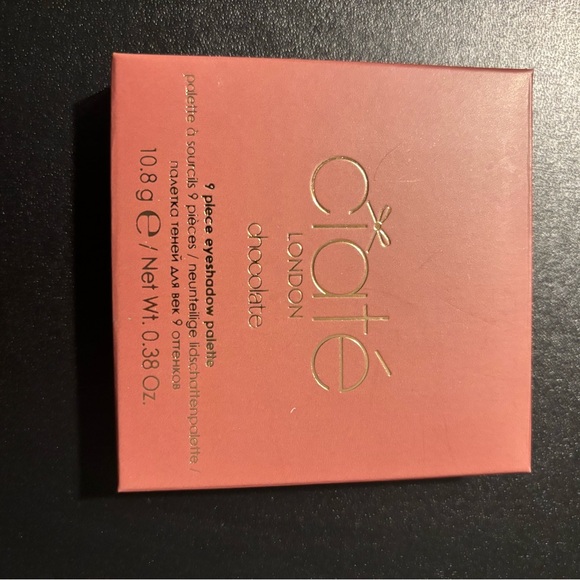 ciaté
LONDON
chocolate
9 piece eyeshadow palette
palette à sourcils 9 pièces / neunteilige lidschattenpalette /
палетка теней для век 9 оттенков
10.8 g ℮ / Net Wt. 0.38 Oz.